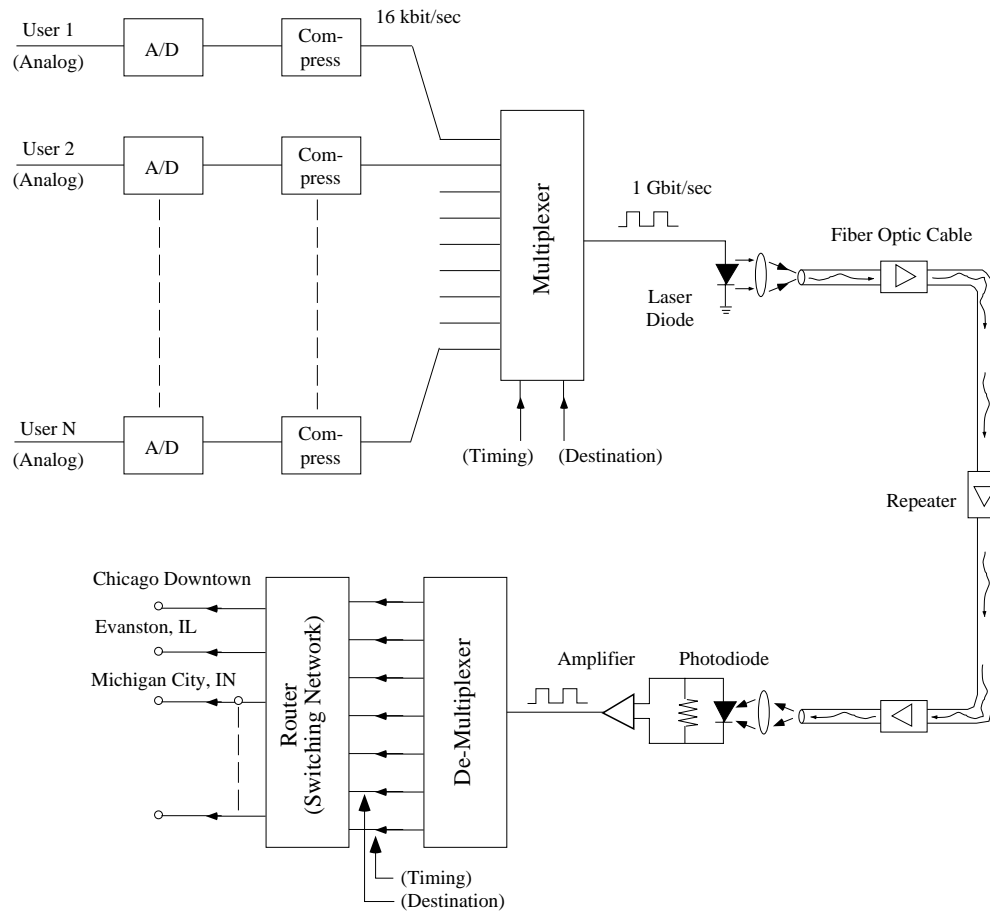 User 1
(Analog)
A/D
Com-
press
16 kbit/sec
User 2
(Analog)
A/D
Com-
press
Multiplexer
1 Gbit/sec
Laser
Diode
Fiber Optic Cable
User N
(Analog)
A/D
Com-
press
(Timing)
(Destination)
Repeater
Chicago Downtown
Evanston, IL
Michigan City, IN
Router
(Switching Network)
De-Multiplexer
Amplifier
Photodiode
(Timing)
(Destination)